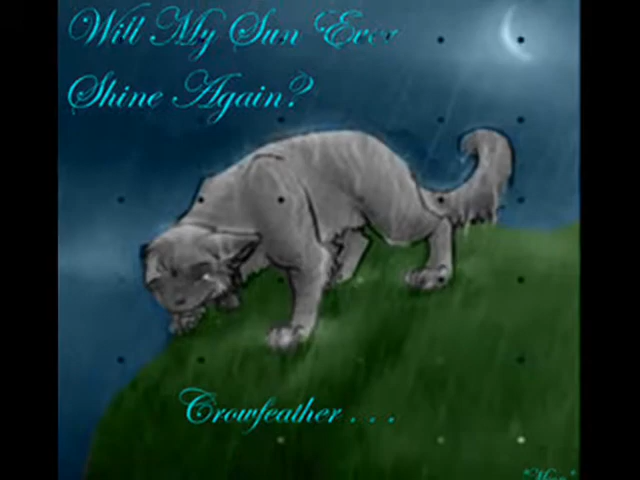 Will My Sun Ever
Shine Again?
Crowfeather . . .